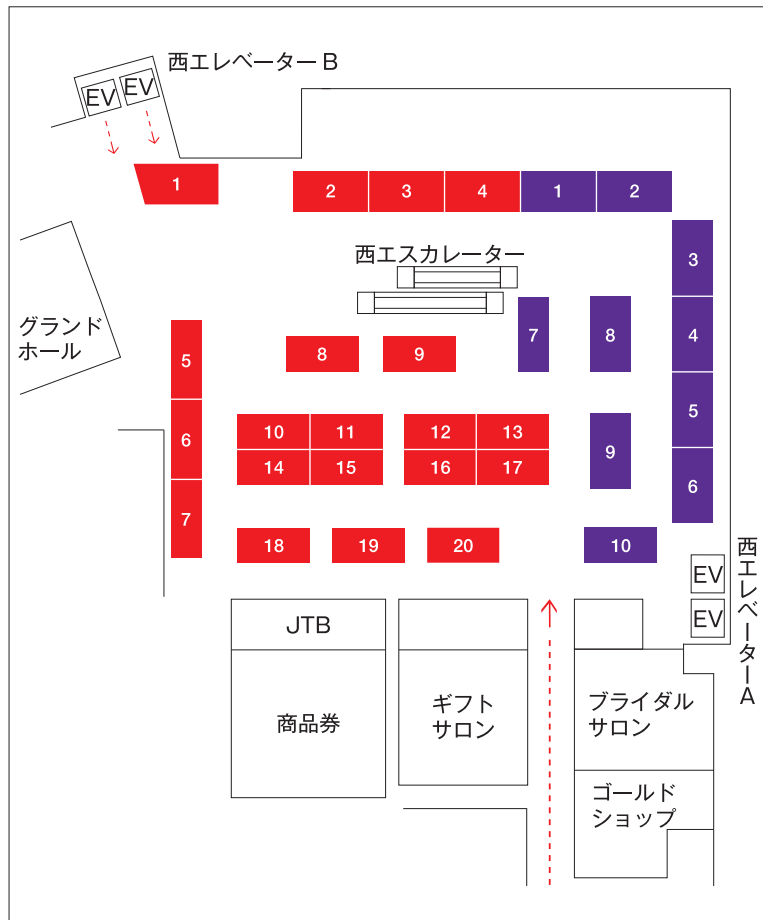 西エレベーターB
EV
EV
1
2
3
4
1
2
3
西エスカレーター
グランド
ホール
5
8
9
7
8
4
6
10
11
12
13
5
14
15
16
17
9
6
7
18
19
20
10
EV
EV
西エレベーターA
JTB
商品券
ギフト
サロン
ブライダル
サロン
ゴールド
ショップ